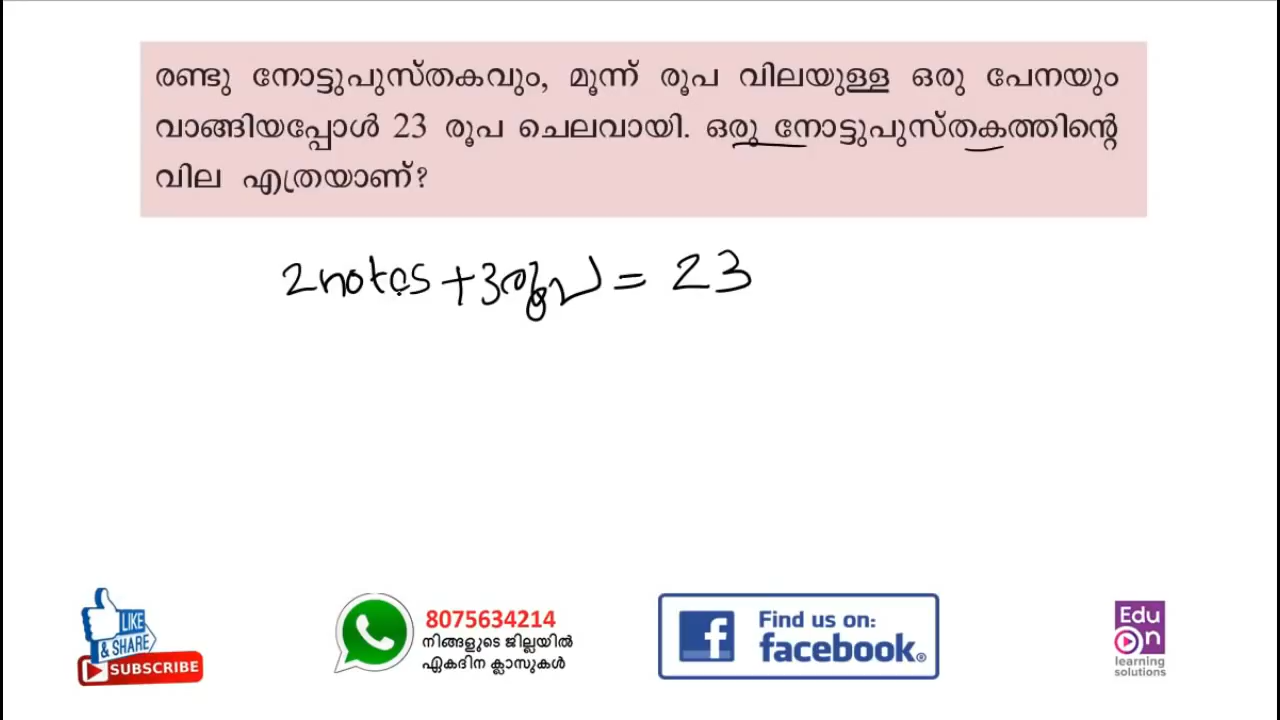 രണ്ടു നോട്ടുപുസ്തകവും, മൂന്ന് രൂപ വിലയുള്ള ഒരു പേനയും
വാങ്ങിയപ്പോൾ 23 രൂപ ചെലവായി. ഒരു നോട്ടുപുസ്തകത്തിന്റെ
വില എത്രയാണ്?
2notes +3രൂപ = 23
LIKE
& SHARE
SUBSCRIBE
8075634214
നിങ്ങളുടെ ജില്ലയിൽ
ഏകദിന ക്ലാസുകൾ
Find us on:
facebook®
Edu
On
learning
solutions